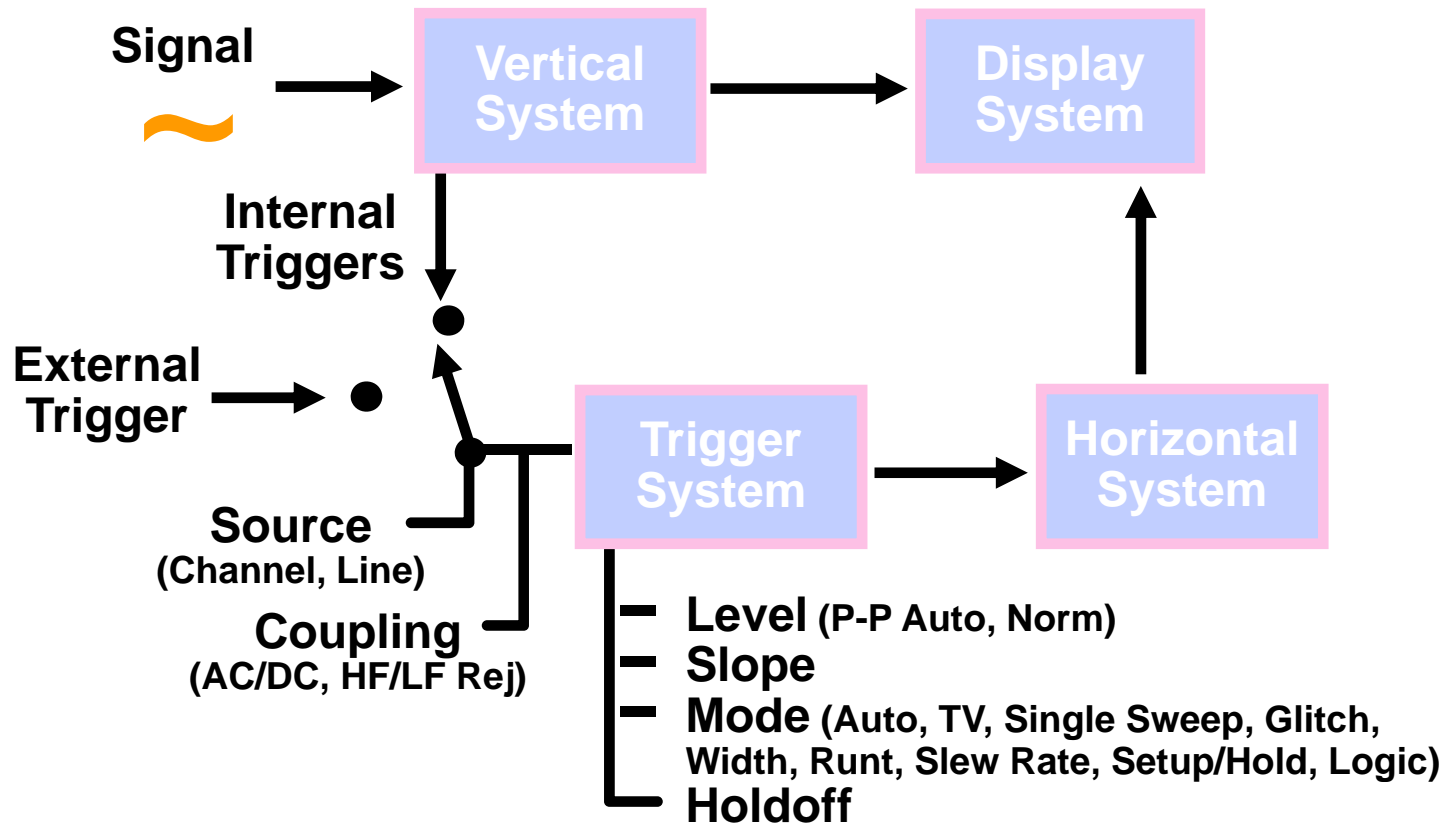 Signal
Vertical
System
Display
System
Internal
Triggers
External
Trigger
Trigger
System
Horizontal
System
Source
(Channel, Line)
Coupling
(AC/DC, HF/LF Rej)
Level (P-P Auto, Norm)
Slope
Mode (Auto, TV, Single Sweep, Glitch,
Width, Runt, Slew Rate, Setup/Hold, Logic)
Holdoff